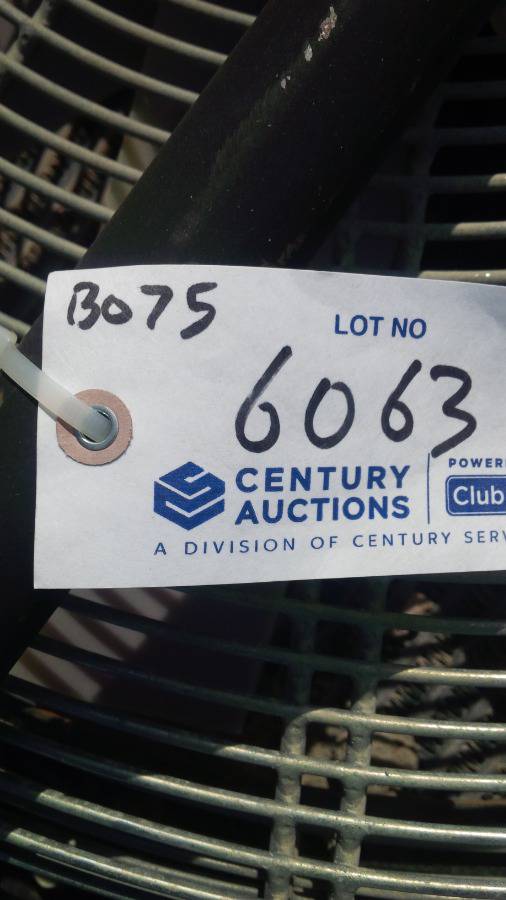 B075
LOT NO
6063
CENTURY
AUCTIONS
POWER
Club
A DIVISION OF CENTURY SERV